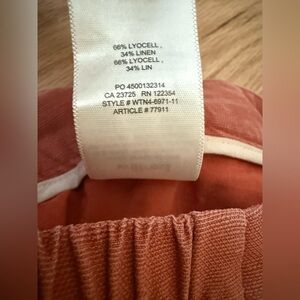 66% LYOCELL,
34% LINEN
66% LYOCELL,
34% LIN
PO 4500132314
CA 23725 RN 122354
STYLE # WTN4-6971-11
ARTICLE # 77911